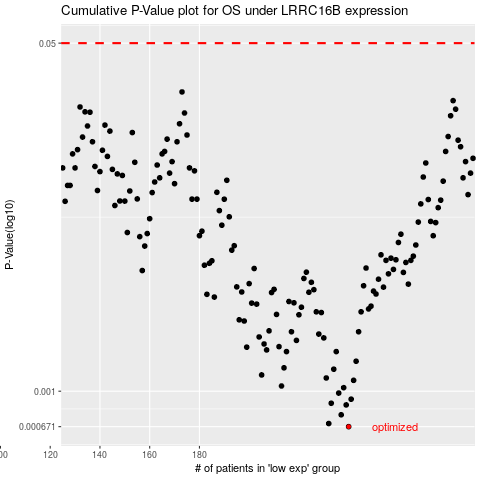 Cumulative P-Value plot for OS under LRRC16B expression
0.05
P-Value(log10)
0.001
0.000671
optimized
00 120 140 160 180
# of patients in 'low exp' group